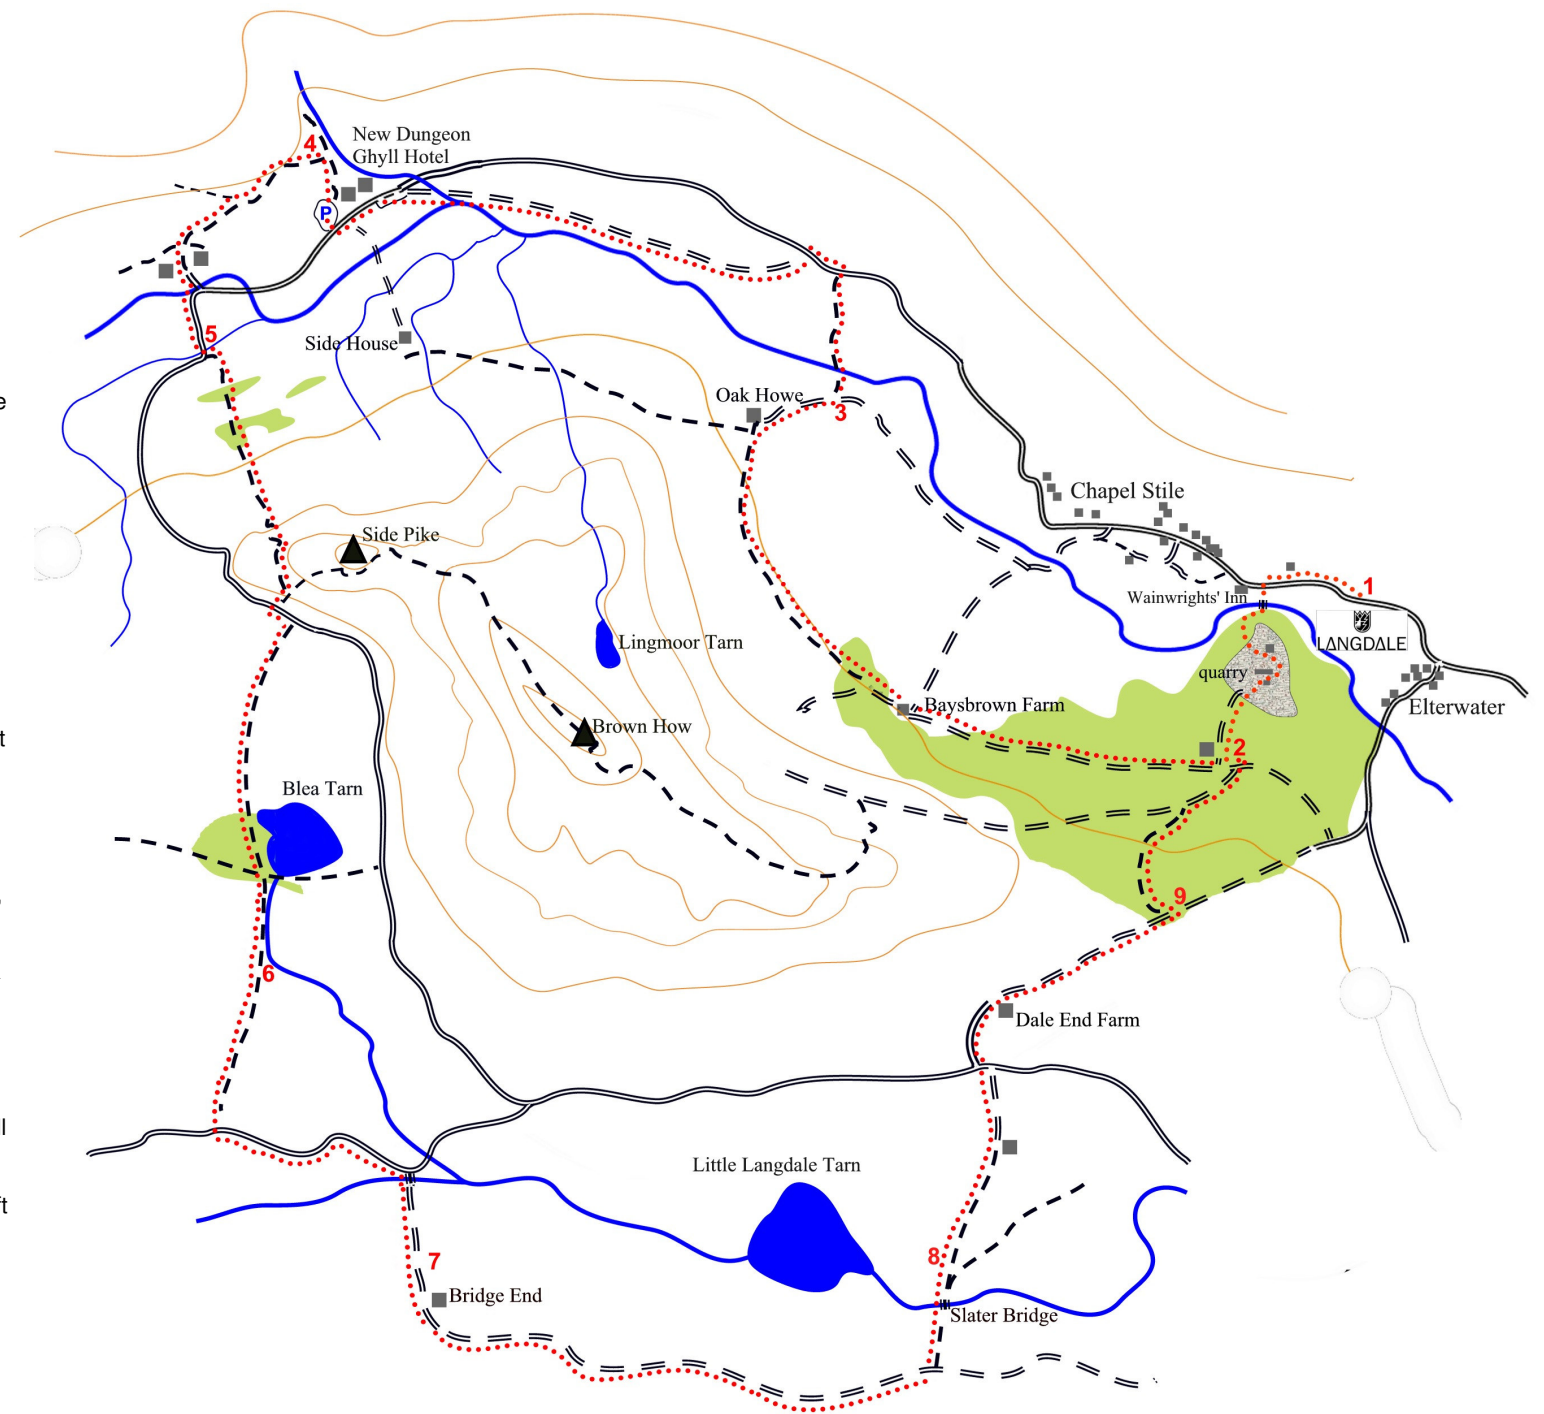 New Dungeon
Ghyll Hotel
4
P
5
Side House
e
Oak Howe
3
Chapel Stile
Side Pike
Wainwrights' Inn
1
LANGDALE
Lingmoor Tarn
quarry
Baysbrown Farm
Elterwater
Brown How
t
2
Blea Tarn
9
6
Dale End Farm
ll
Little Langdale Tarn
ft
7
8
Bridge End
Slater Bridge